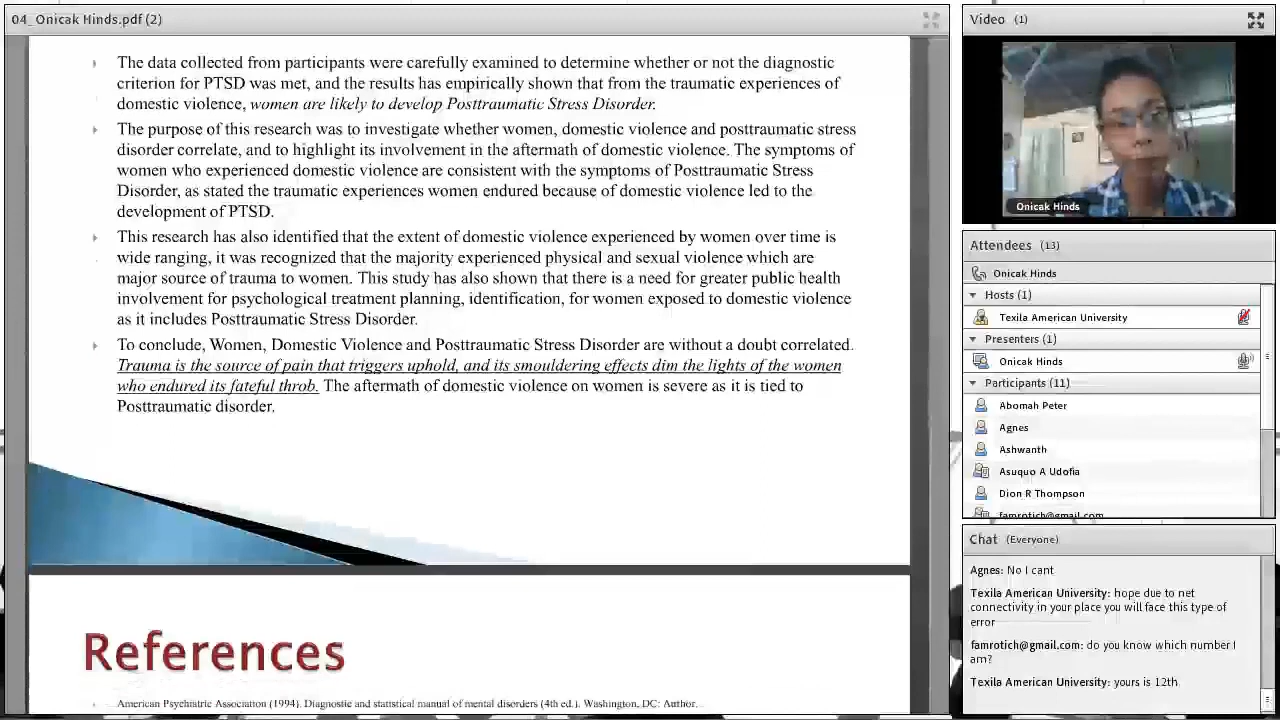 04_Onicak Hinds.pdf (2)
The data collected from participants were carefully examined to determine whether or not the diagnostic
criterion for PTSD was met, and the results has empirically shown that from the traumatic experiences of
domestic violence, women are likely to develop Posttraumatic Stress Disorder.
The purpose of this research was to investigate whether women, domestic violence and posttraumatic stress
disorder correlate, and to highlight its involvement in the aftermath of domestic violence. The symptoms of
women who experienced domestic violence are consistent with the symptoms of Posttraumatic Stress
Disorder, as stated the traumatic experiences women endured because of domestic violence led to the
development of PTSD.
This research has also identified that the extent of domestic violence experienced by women over time is
wide ranging, it was recognized that the majority experienced physical and sexual violence which are
major source of trauma to women. This study has also shown that there is a need for greater public health
involvement for psychological treatment planning, identification, for women exposed to domestic violence
as it includes Posttraumatic Stress Disorder.
To conclude, Women, Domestic Violence and Posttraumatic Stress Disorder are without a doubt correlated.
Trauma is the source of pain that triggers uphold, and its smouldering effects dim the lights of the women
who endured its fateful throb. The aftermath of domestic violence on women is severe as it is tied to
Posttraumatic disorder.
References
American Psychiatric Association (1994). Diagnostic and statistical manual of mental disorders (4th ed.). Washington, DC: Author.
Video (1)
Onicak Hinds
Attendees (13)
Onicak Hinds
Hosts (1)
Texila American University
Presenters (1)
Onicak Hinds
Participants (11)
Abomah Peter
Agnes
Ashwanth
Asuquo A Udofia
Dion R Thompson
famrotich@gmail.com
Chat (Everyone)
Agnes: No I cant
Texila American University: hope due to net
connectivity in your place you will face this type of
error
famrotich@gmail.com: do you know which number I
am?
Texila American University: yours is 12th